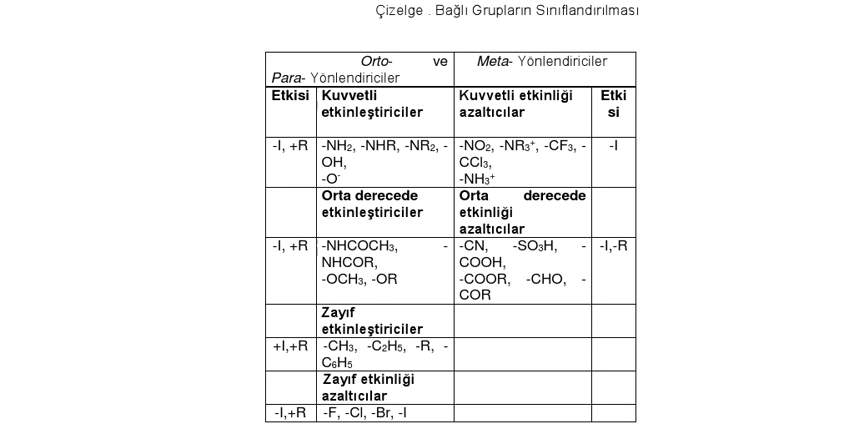 Çizelge . Bağlı Grupların Sınıflandırılması
Orto- ve
Para- Yönlendiriciler
Meta- Yönlendiriciler
Etkisi
Kuvvetli
etkinleştiriciler
Kuvvetli etkinliği
azaltıcılar
Etki
si
-I, +R
-NH2, -NHR, -NR2, -
OH,
-O-
-NO2, -NR3+, -CF3, -
CCl3,
-NH3+
-I
Orta derecede
etkinleştiriciler
Orta derecede
etkinliği
azaltıcılar
-I, +R
-NHCOCH3, -
NHCOR,
-OCH3, -OR
-CN, -SO3H, -
COOH,
-COOR, -CHO, -
COR
-I,-R
Zayıf
etkinleştiriciler
+I,+R
-CH3, -C2H5, -R, -
C6H5
Zayıf etkinliği
azaltıcılar
-I,+R
-F, -Cl, -Br, -I